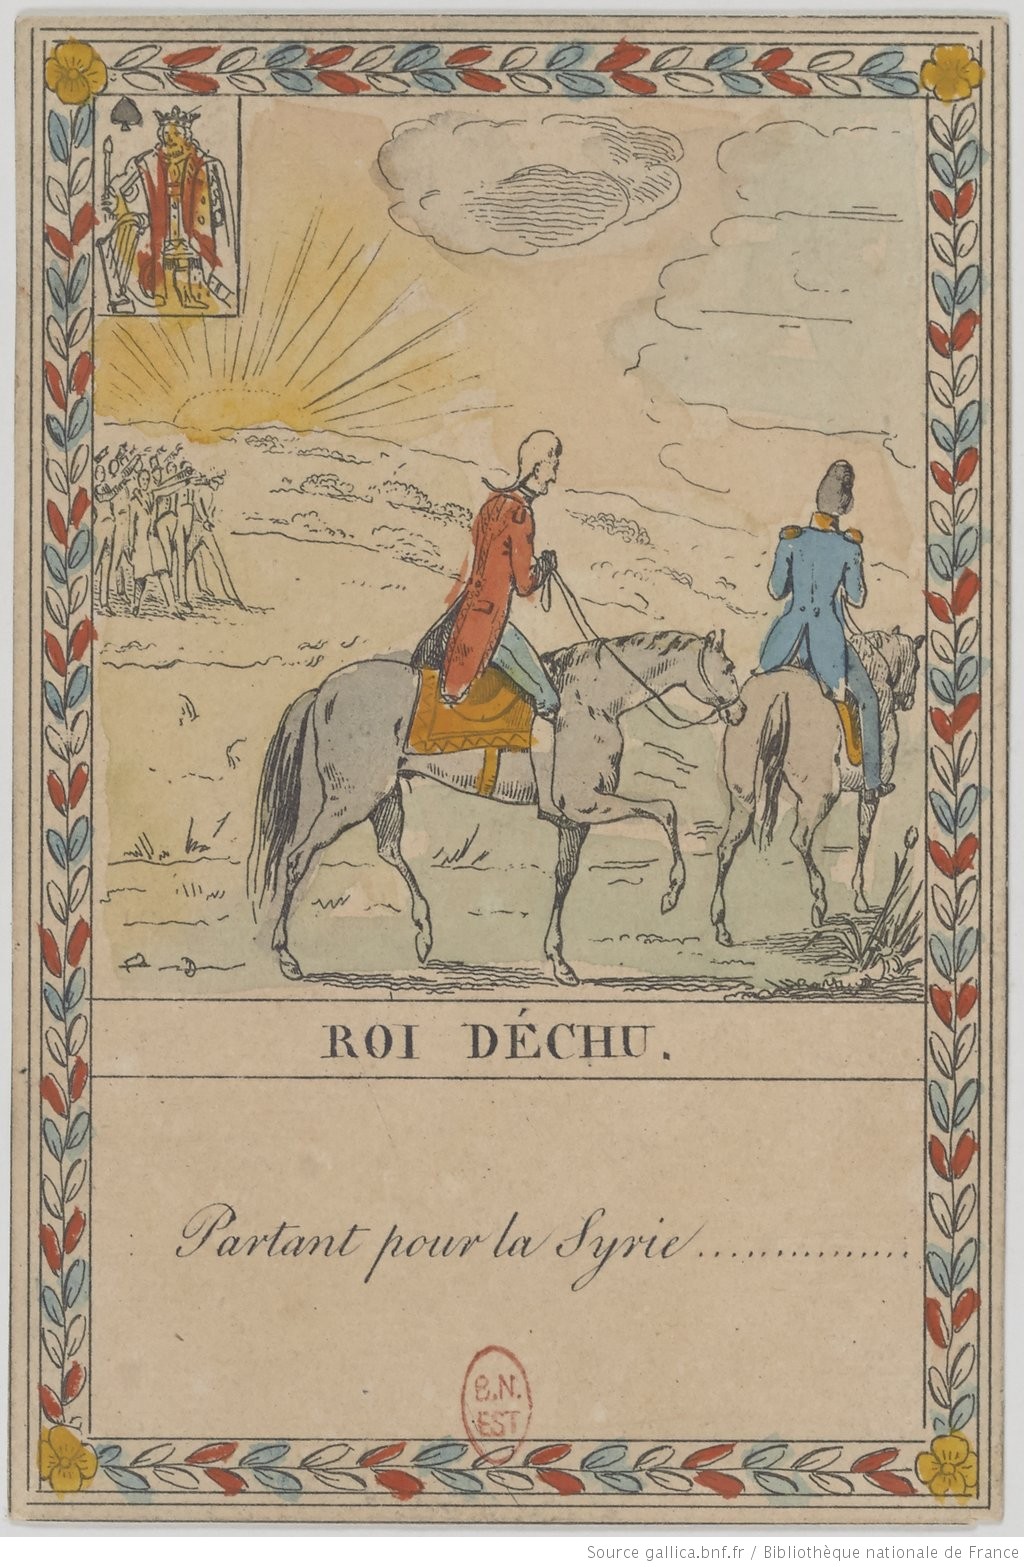 ROI DÉCHU.
Partant pour la Syrie................
B.N.
EST
Source gallica.bnf.fr / Bibliothèque nationale de France